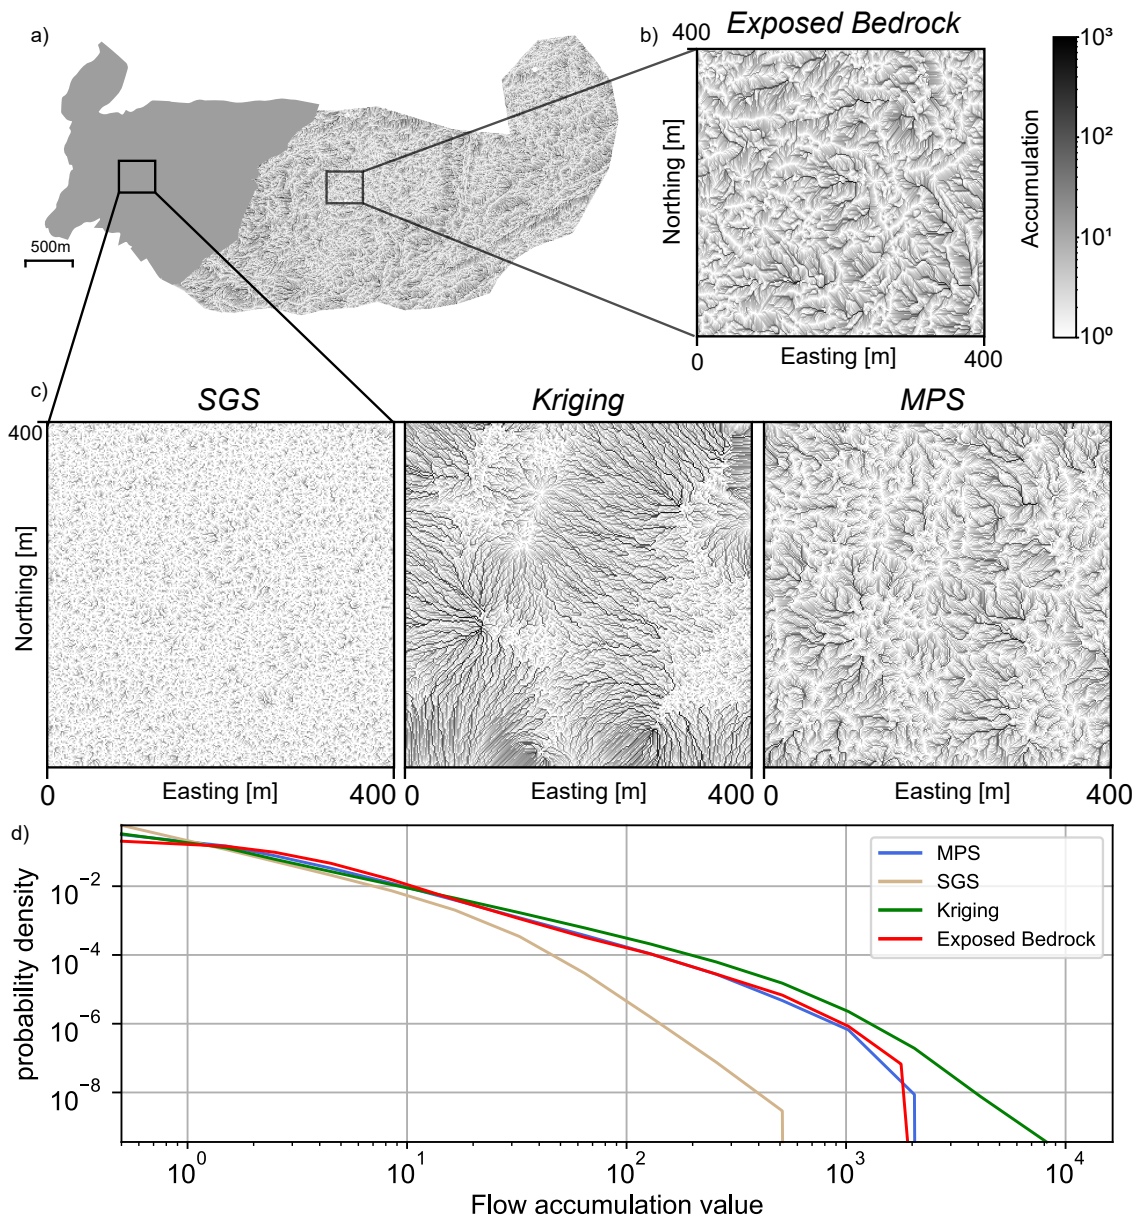 a)
500m
b)
Exposed Bedrock
400
Northing [m]
0
Easting [m]
400
Accumulation
10³
10²
10¹
10⁰
c)
SGS
Kriging
MPS
400
Northing [m]
0
Easting [m]
400
0
Easting [m]
400
0
Easting [m]
400
d)
probability density
10⁻²
10⁻⁴
10⁻⁶
10⁻⁸
MPS
SGS
Kriging
Exposed Bedrock
10⁰
10¹
10²
10³
10⁴
Flow accumulation value